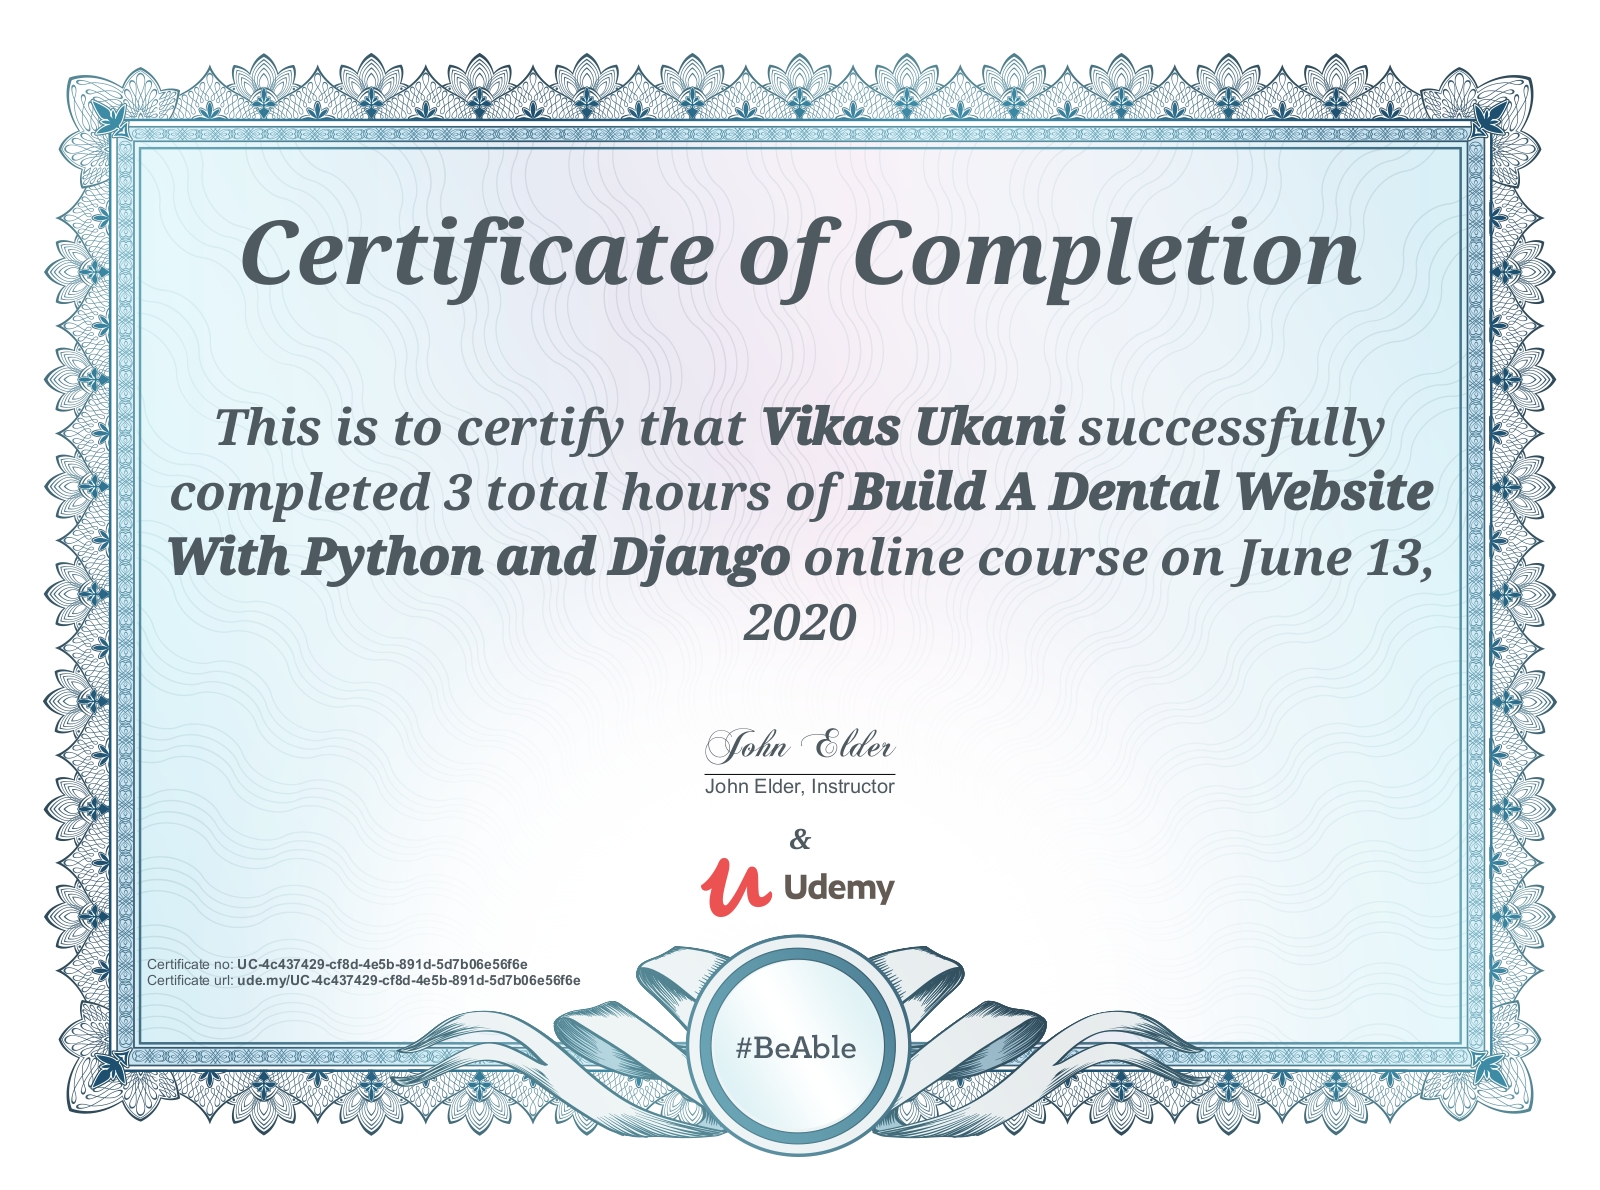 Certificate of Completion
This is to certify that Vikas Ukani successfully
completed 3 total hours of Build A Dental Website
With Python and Django online course on June 13,
2020
John Elder
John Elder, Instructor
&
Udemy
Certificate no: UC-4c437429-cf8d-4e5b-891d-5d7b06e56f6e
Certificate url: ude.my/UC-4c437429-cf8d-4e5b-891d-5d7b06e56f6e
#BeAble